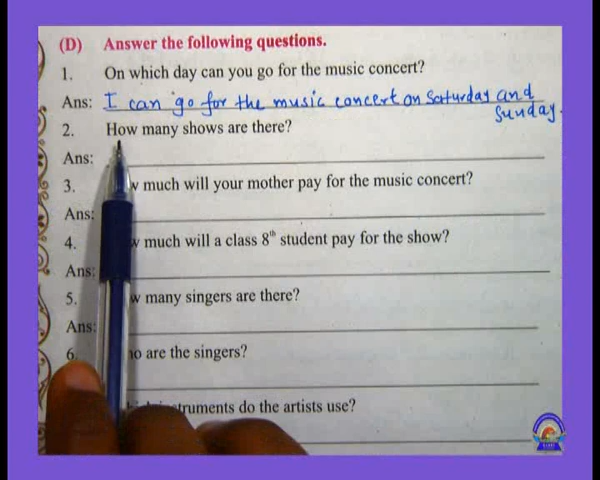 (D) Answer the following questions.
1. On which day can you go for the music concert?
Ans: I can go for the music concert on Saturday and
Sunday.
2. How many shows are there?
Ans:
3. much will your mother pay for the music concert?
Ans:
4. much will a class 8th student pay for the show?
Ans:
5. many singers are there?
Ans:
6. are the singers?
do the artists use?